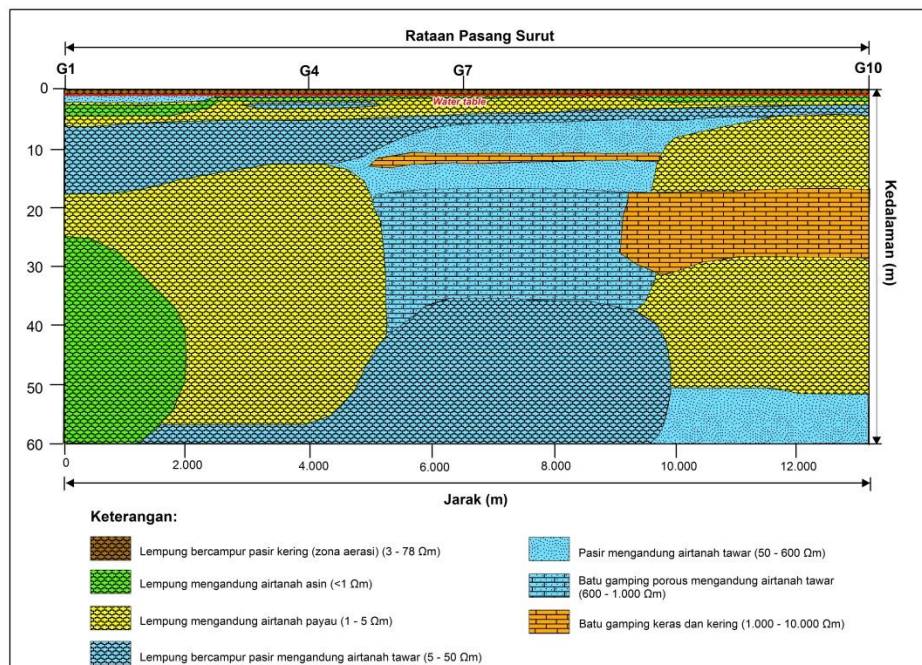 Rataan Pasang Surut
G1 G4 G7 G10
Water table
0
10
20
30
40
50
60
Kedalaman (m)
0 2.000 4.000 6.000 8.000 10.000 12.000
Jarak (m)
Keterangan:
Lempung bercampur pasir kering (zona aerasi) (3 - 78 Ωm)
Lempung mengandung airtanah asin (<1 Ωm)
Lempung mengandung airtanah payau (1 - 5 Ωm)
Lempung bercampur pasir mengandung airtanah tawar (5 - 50 Ωm)
Pasir mengandung airtanah tawar (50 - 600 Ωm)
Batu gamping porous mengandung airtanah tawar
(600 - 1.000 Ωm)
Batu gamping keras dan kering (1.000 - 10.000 Ωm)